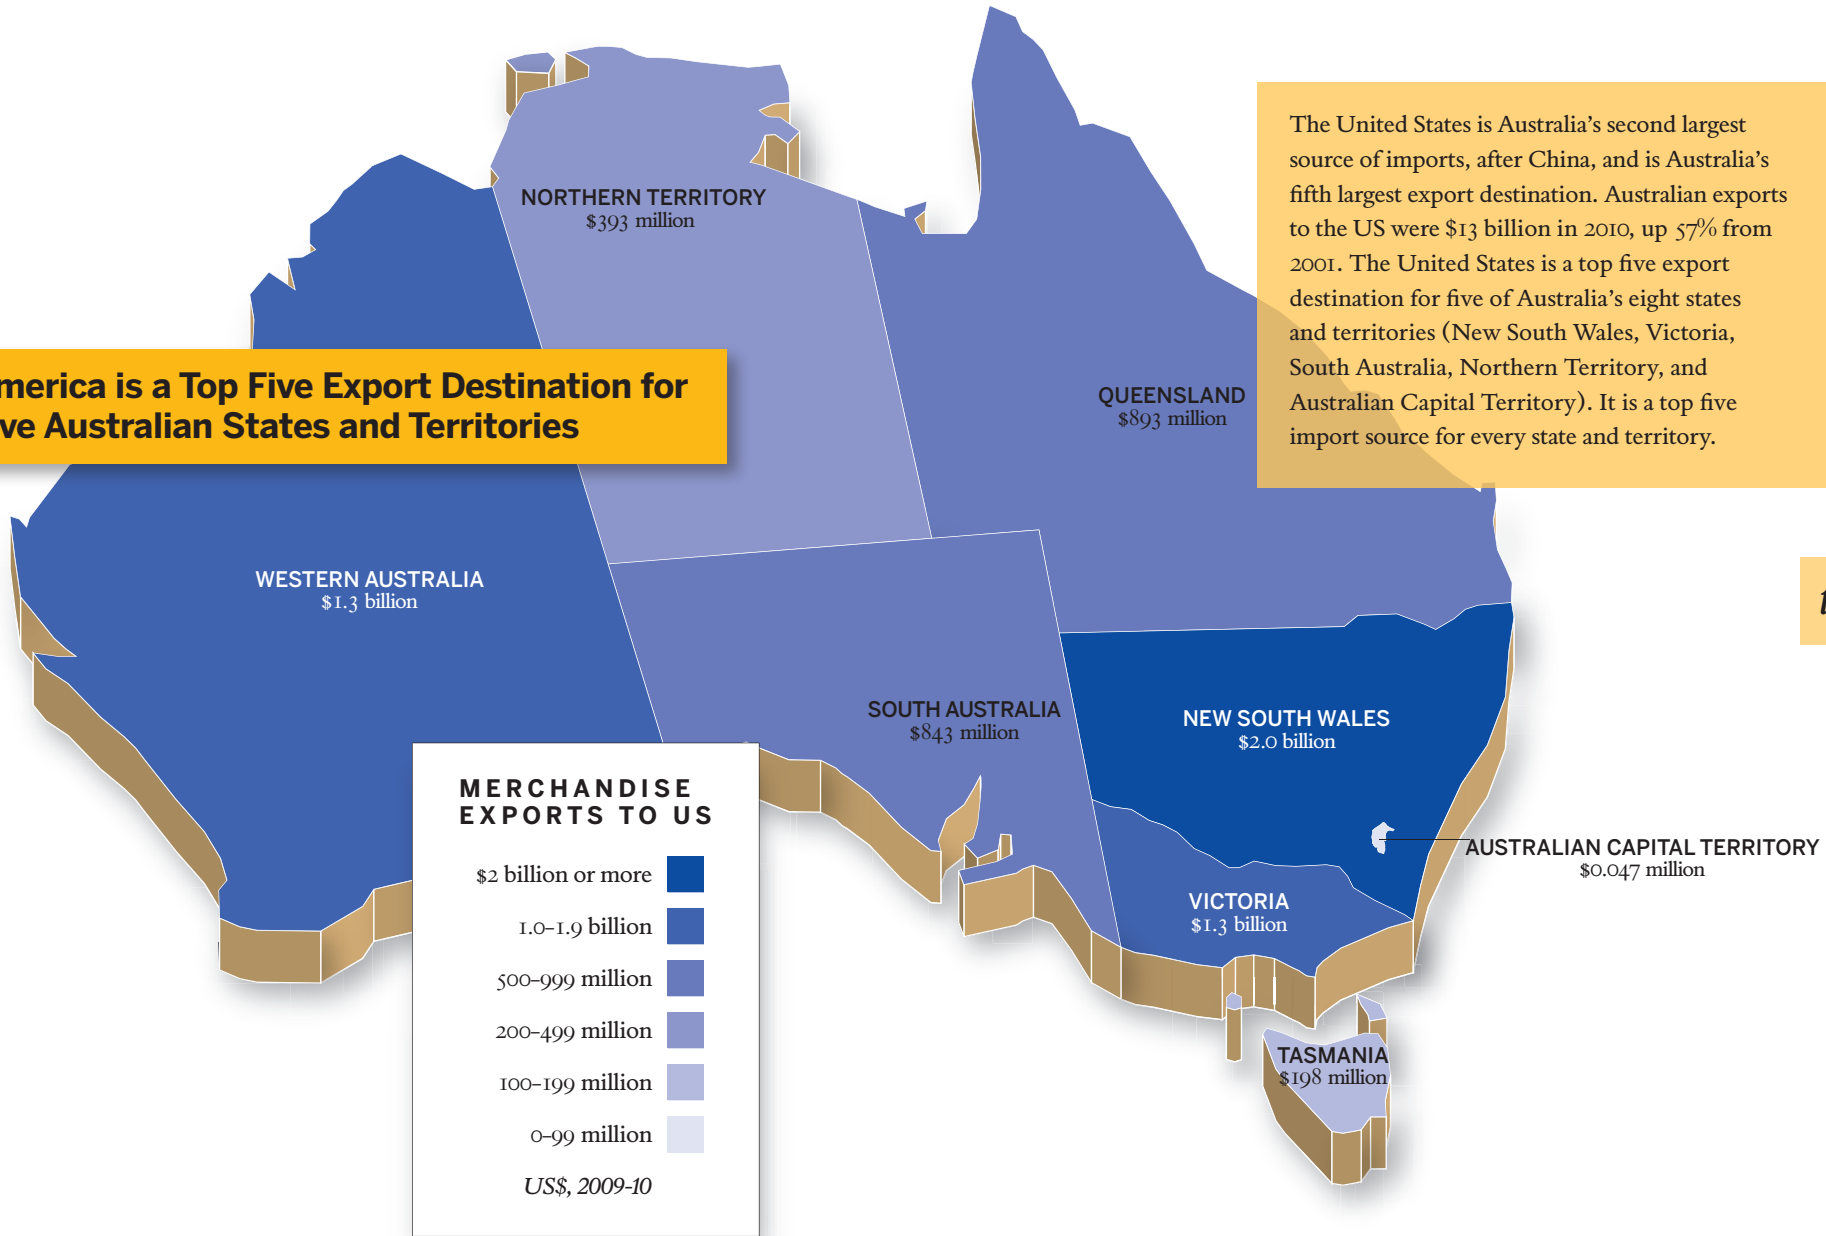 The United States is Australia's second largest
source of imports, after China, and is Australia's
fifth largest export destination. Australian exports
to the US were $13 billion in 2010, up 57% from
2001. The United States is a top five export
destination for five of Australia's eight states
and territories (New South Wales, Victoria,
South Australia, Northern Territory, and
Australian Capital Territory). It is a top five
import source for every state and territory.
NORTHERN TERRITORY
$393 million
merica is a Top Five Export Destination for
ve Australian States and Territories
QUEENSLAND
$893 million
WESTERN AUSTRALIA
$1.3 billion
SOUTH AUSTRALIA
$843 million
NEW SOUTH WALES
$2.0 billion
AUSTRALIAN CAPITAL TERRITORY
$0.047 million
VICTORIA
$1.3 billion
TASMANIA
$198 million
MERCHANDISE
EXPORTS TO US
$2 billion or more
1.0–1.9 billion
500–999 million
200–499 million
100–199 million
0–99 million
US$, 2009-10